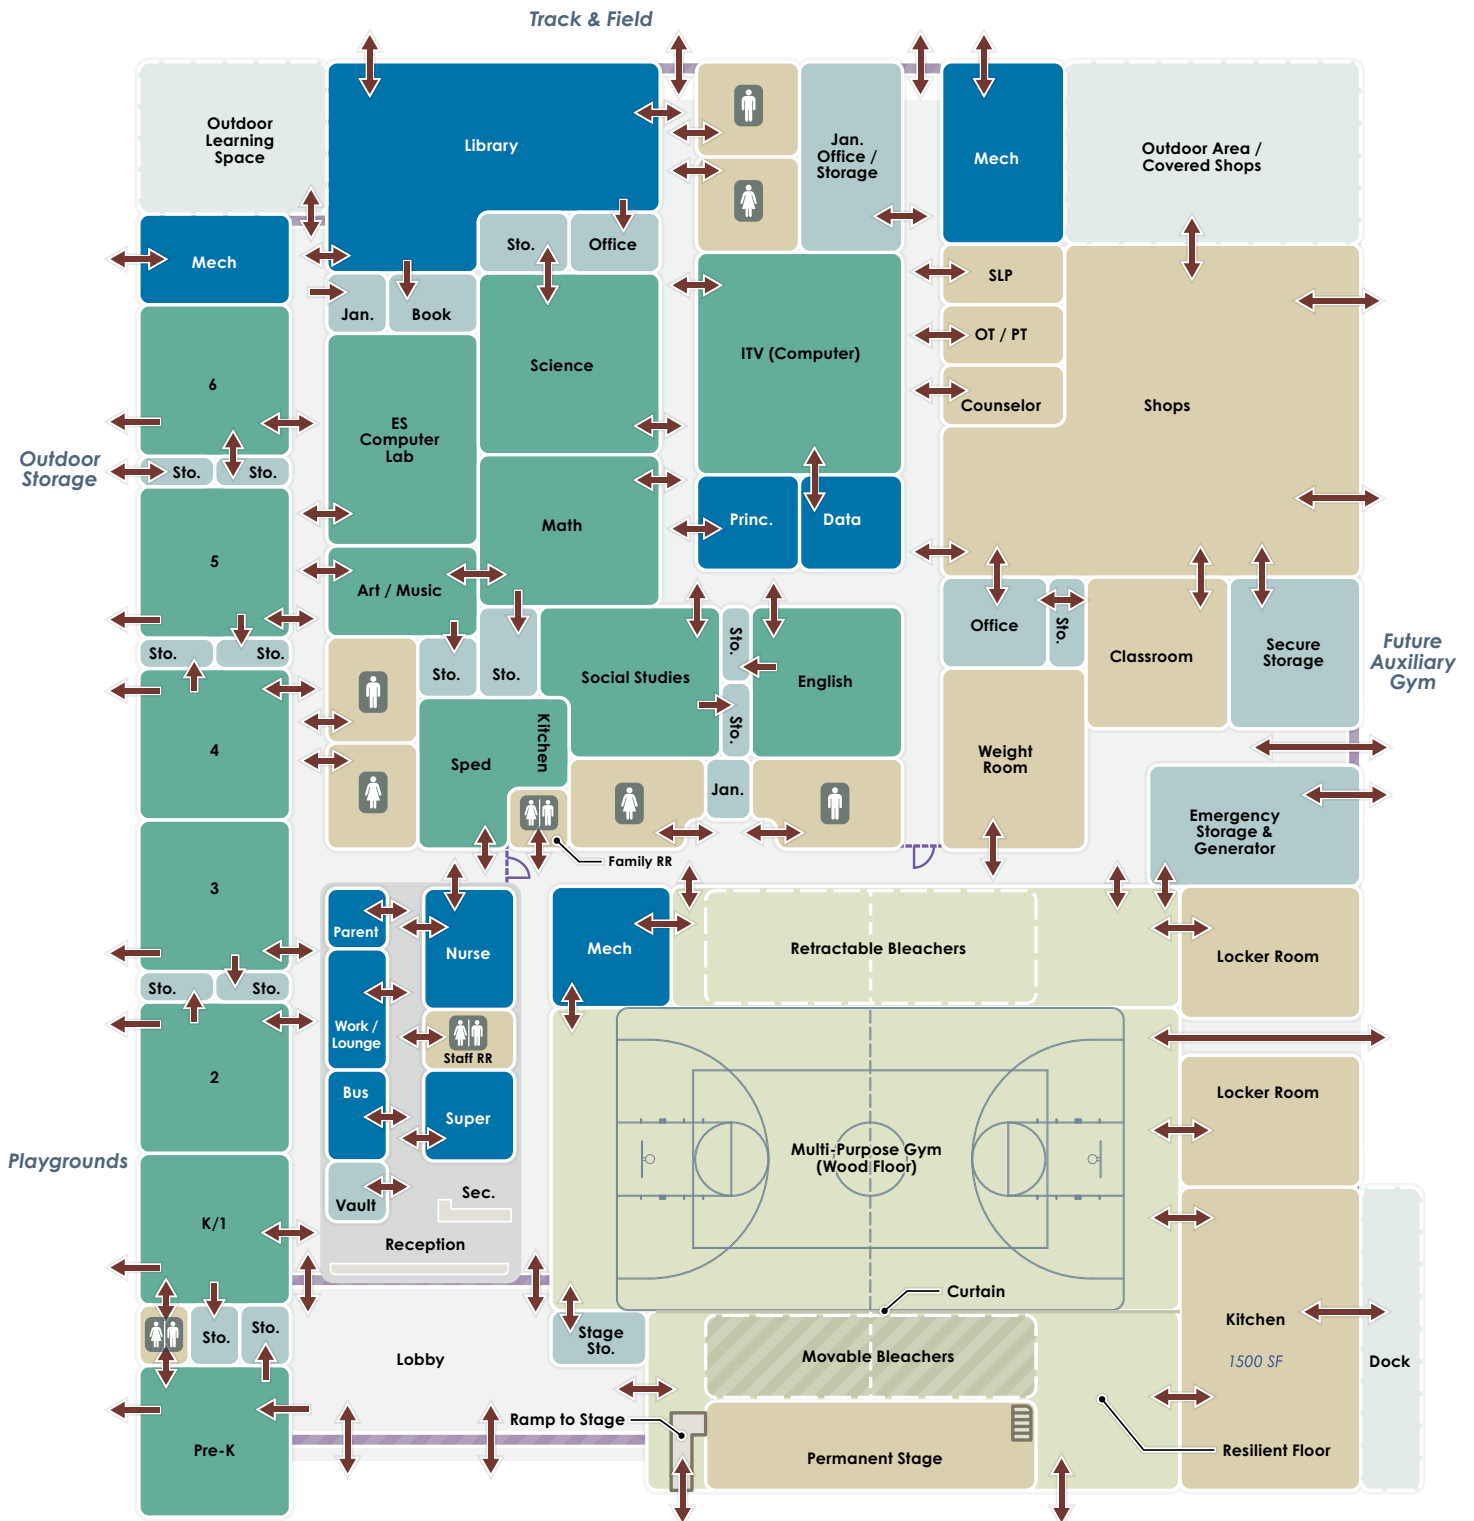 Track & Field
Outdoor
Learning
Space
Library
Jan.
Office /
Storage
Mech
Outdoor Area /
Covered Shops
Mech
Sto.
Office
SLP
Jan.
Book
OT / PT
Science
ITV (Computer)
6
Counselor
Shops
ES
Computer
Lab
Outdoor
Storage
Sto.
Sto.
Math
Princ.
Data
5
Art / Music
Sto.
Sto.
Sto.
Sto.
Sto.
Sto.
Social Studies
English
Office
Sto.
Classroom
Secure
Storage
Future
Auxiliary
Gym
4
Sped
Kitchen
Jan.
Weight
Room
Emergency
Storage &
Generator
Family RR
3
Parent
Nurse
Mech
Retractable Bleachers
Locker Room
Sto.
Sto.
Work /
Lounge
Staff RR
2
Bus
Super
Locker Room
Playgrounds
Multi-Purpose Gym
(Wood Floor)
Vault
Sec.
K/1
Reception
Curtain
Sto.
Sto.
Stage
Sto.
Kitchen
1500 SF
Lobby
Movable Bleachers
Dock
Ramp to Stage
Pre-K
Permanent Stage
Resilient Floor